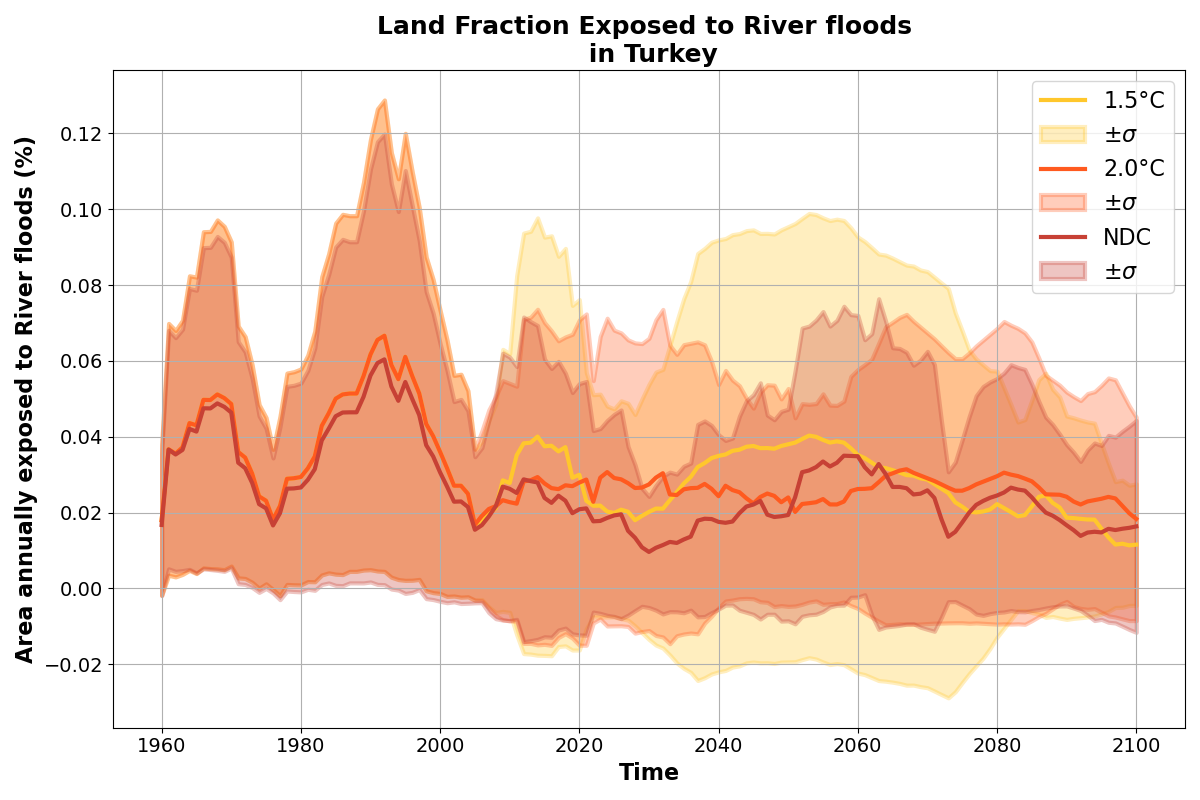 Land Fraction Exposed to River floods
in Turkey
Area annually exposed to River floods (%)
0.12
0.10
0.08
0.06
0.04
0.02
0.00
−0.02
1.5°C
±σ
2.0°C
±σ
NDC
±σ
1960 1980 2000 2020 2040 2060 2080 2100
Time